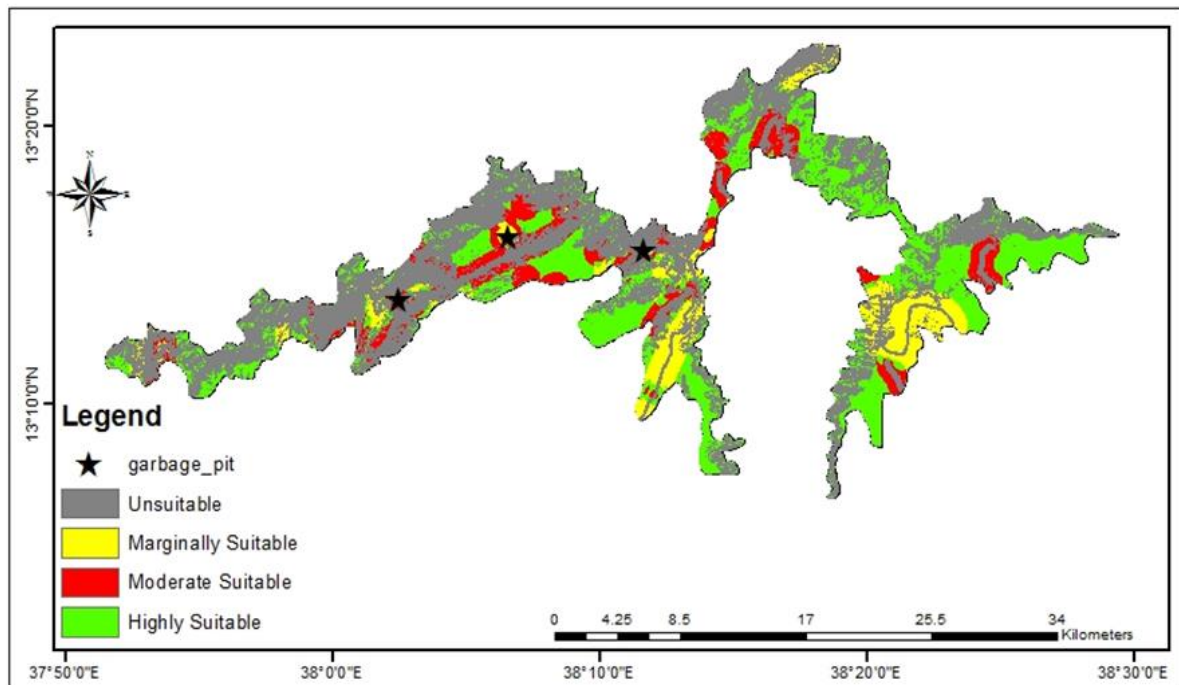 13°20'0"N
13°10'0"N
N
S
Legend
garbage_pit
Unsuitable
Marginally Suitable
Moderate Suitable
Highly Suitable
0 4.25 8.5 17 25.5 34
Kilometers
37°50'0"E 38°0'0"E 38°10'0"E 38°20'0"E 38°30'0"E